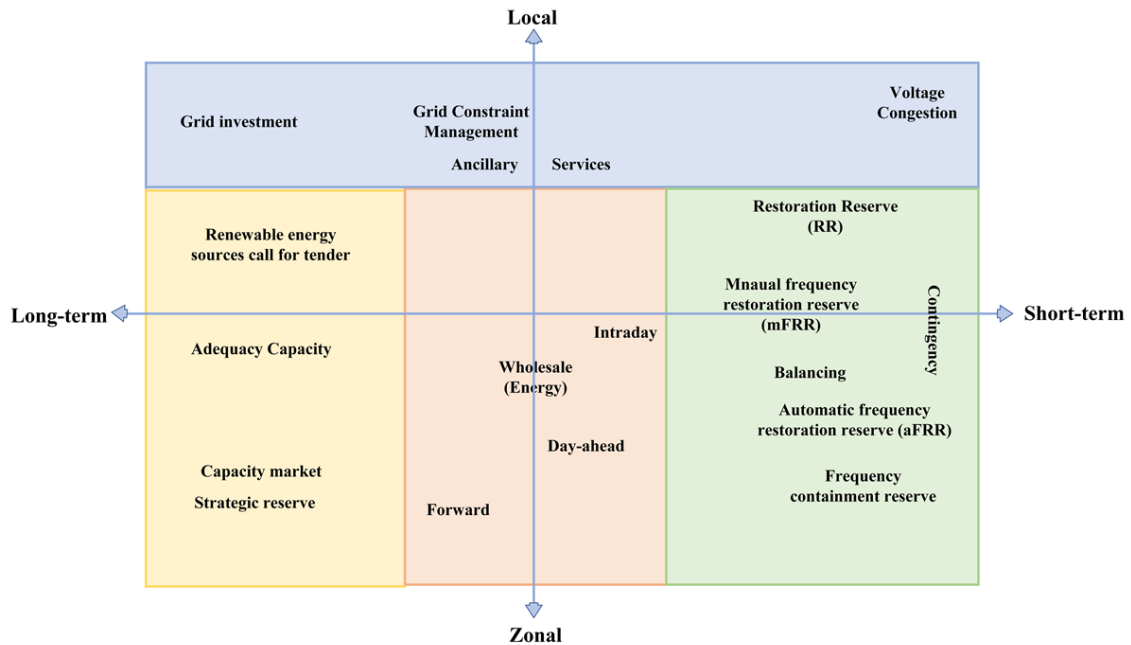 Local
Grid investment
Grid Constraint
Management
Voltage
Congestion
Ancillary Services
Renewable energy
sources call for tender
Restoration Reserve
(RR)
Mnaual frequency
restoration reserve
(mFRR)
Contingency
Long-term
Short-term
Intraday
Adequacy Capacity
Wholesale
(Energy)
Balancing
Automatic frequency
restoration reserve (aFRR)
Day-ahead
Capacity market
Strategic reserve
Frequency
containment reserve
Forward
Zonal